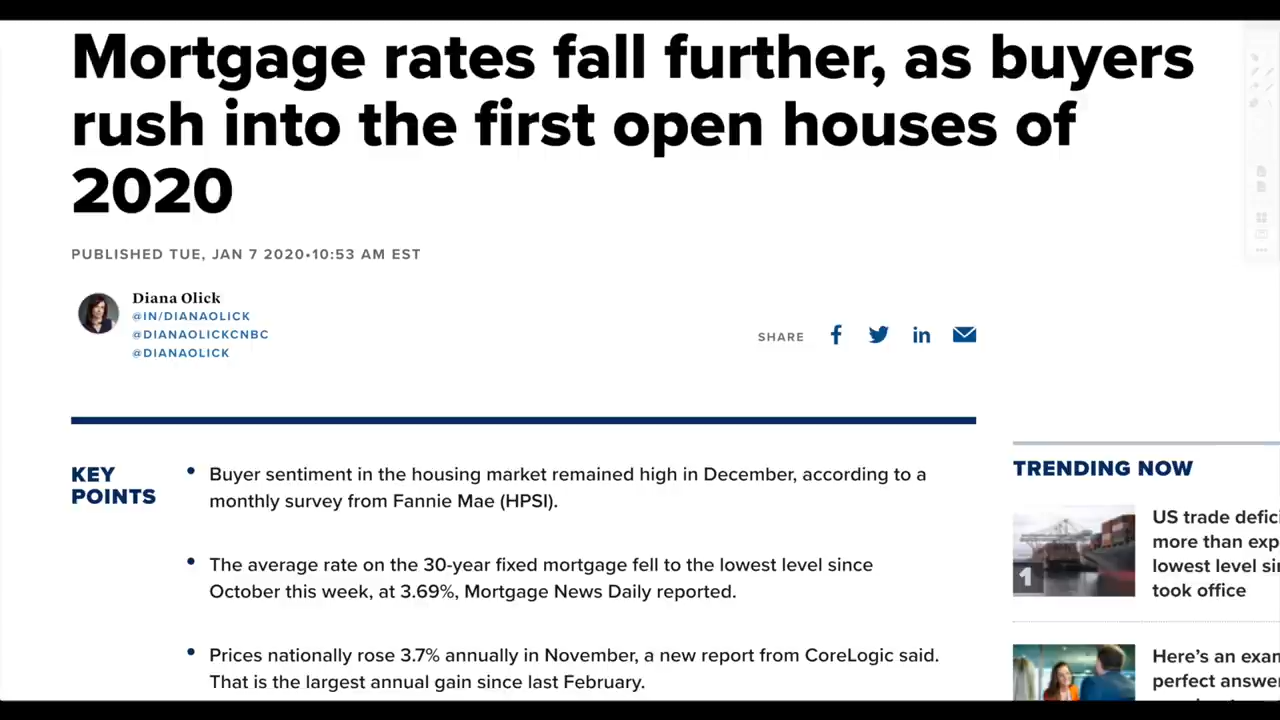 Mortgage rates fall further, as buyers
rush into the first open houses of
2020
PUBLISHED TUE, JAN 7 2020•10:53 AM EST
Diana Olick
@IN/DIANAOLICK
@DIANAOLICKCNBC
@DIANAOLICK
SHARE
KEY
POINTS
• Buyer sentiment in the housing market remained high in December, according to a
monthly survey from Fannie Mae (HPSI).
• The average rate on the 30-year fixed mortgage fell to the lowest level since
October this week, at 3.69%, Mortgage News Daily reported.
• Prices nationally rose 3.7% annually in November, a new report from CoreLogic said.
That is the largest annual gain since last February.
TRENDING NOW
1
US trade defici
more than exp
lowest level sin
took office
Here's an exam
perfect answer